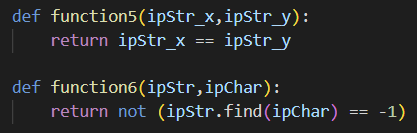 def function5(ipStr_x,ipStr_y):
    return ipStr_x == ipStr_y

def function6(ipStr,ipChar):
    return not (ipStr.find(ipChar) == -1)